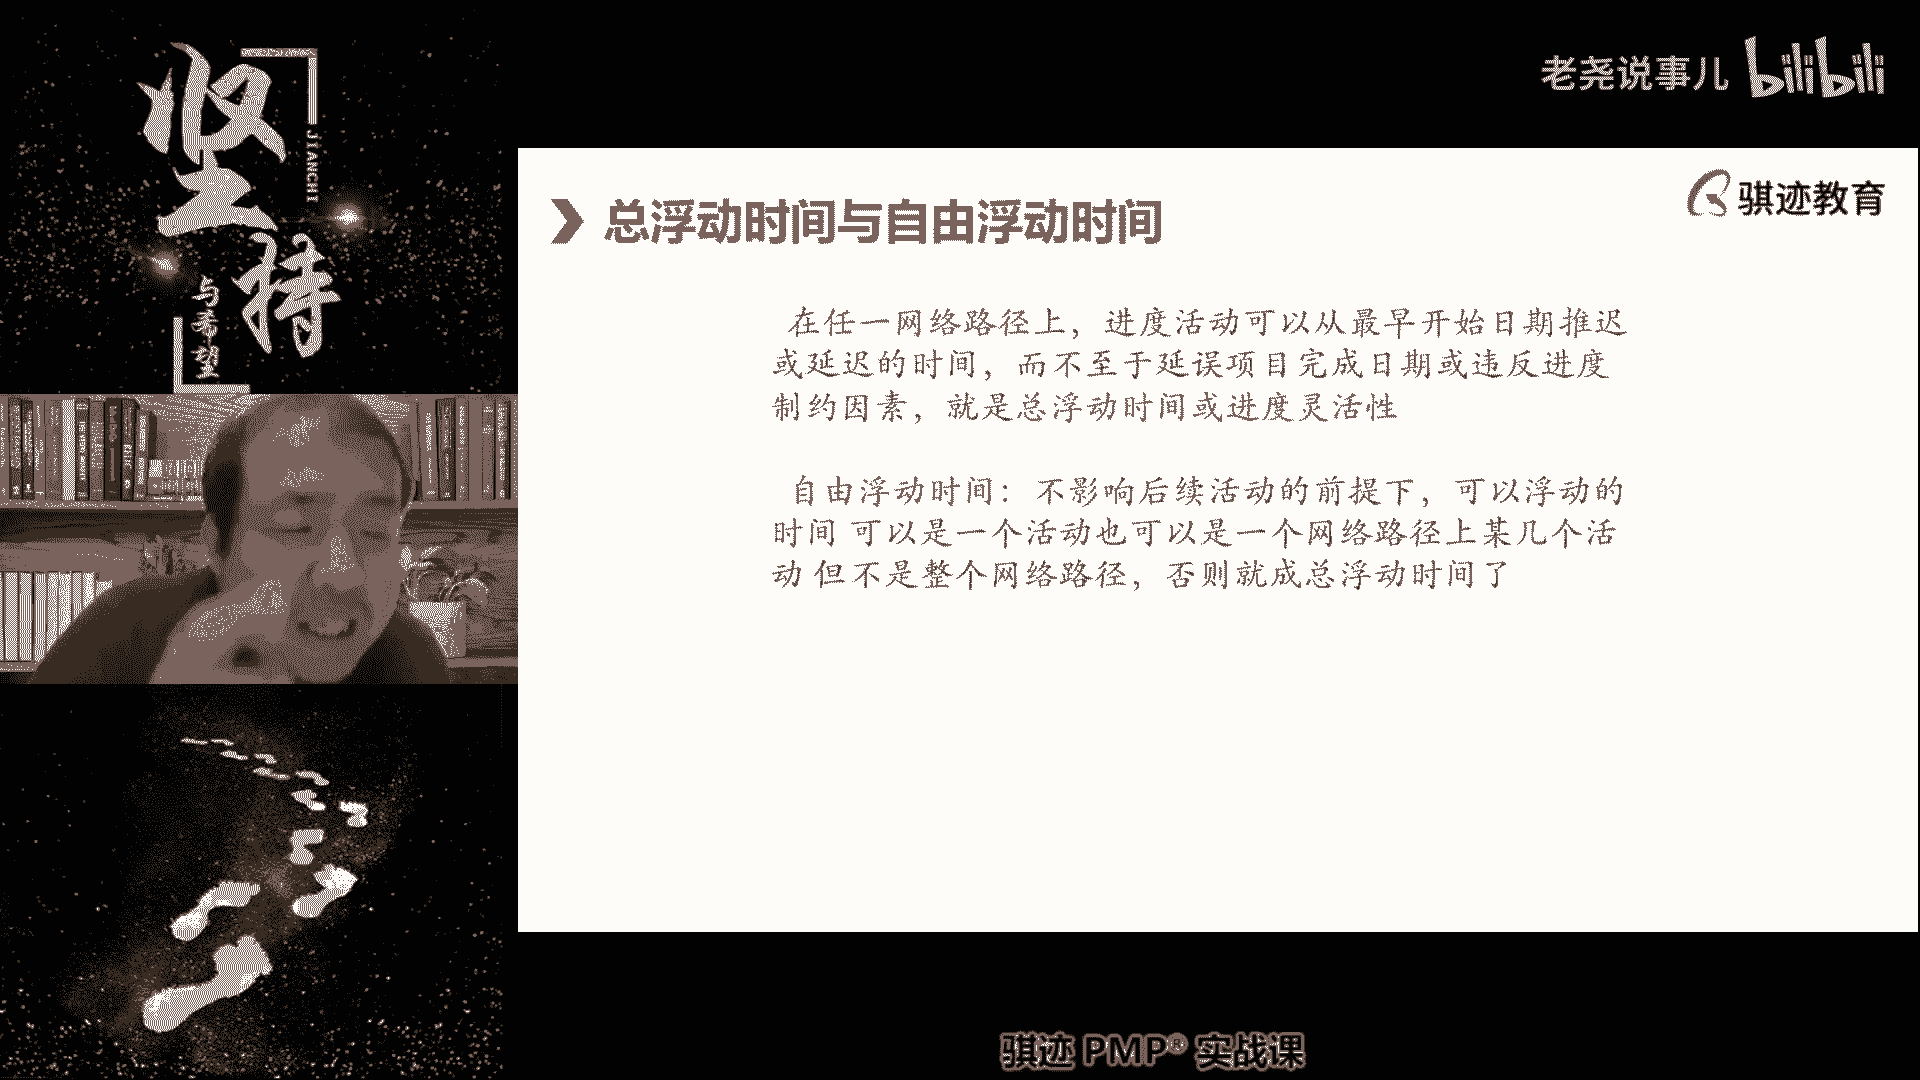 坚持
JIANCHI
与希望
老尧说事儿 bilibili
骐迹教育
总浮动时间与自由浮动时间
在任一网络路径上，进度活动可以从最早开始日期推迟
或延迟的时间，而不至于延误项目完成日期或违反进度
制约因素，就是总浮动时间或进度灵活性
自由浮动时间：不影响后续活动的前提下，可以浮动的
时间 可以是一个活动也可以是一个网络路径上某几个活
动 但不是整个网络路径，否则就成总浮动时间了
骐迹 PMP® 实战课